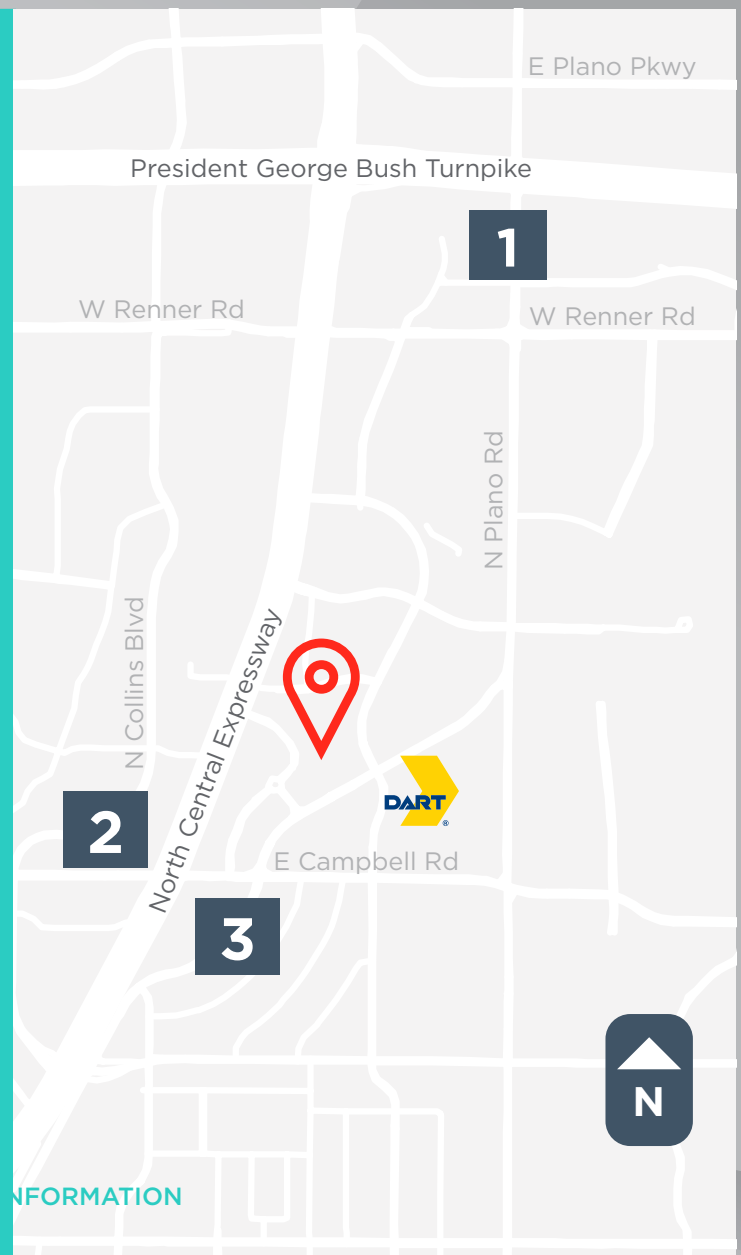 E Plano Pkwy
President George Bush Turnpike
1
W Renner Rd
W Renner Rd
N Plano Rd
N Collins Blvd
North Central Expressway
DART
®
2
E Campbell Rd
3
N
NFORMATION